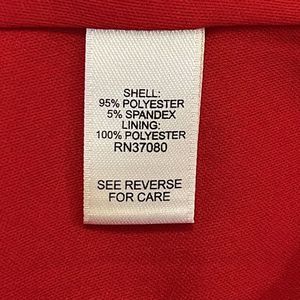 SHELL:
95% POLYESTER
5% SPANDEX
LINING:
100% POLYESTER
RN37080
SEE REVERSE
FOR CARE